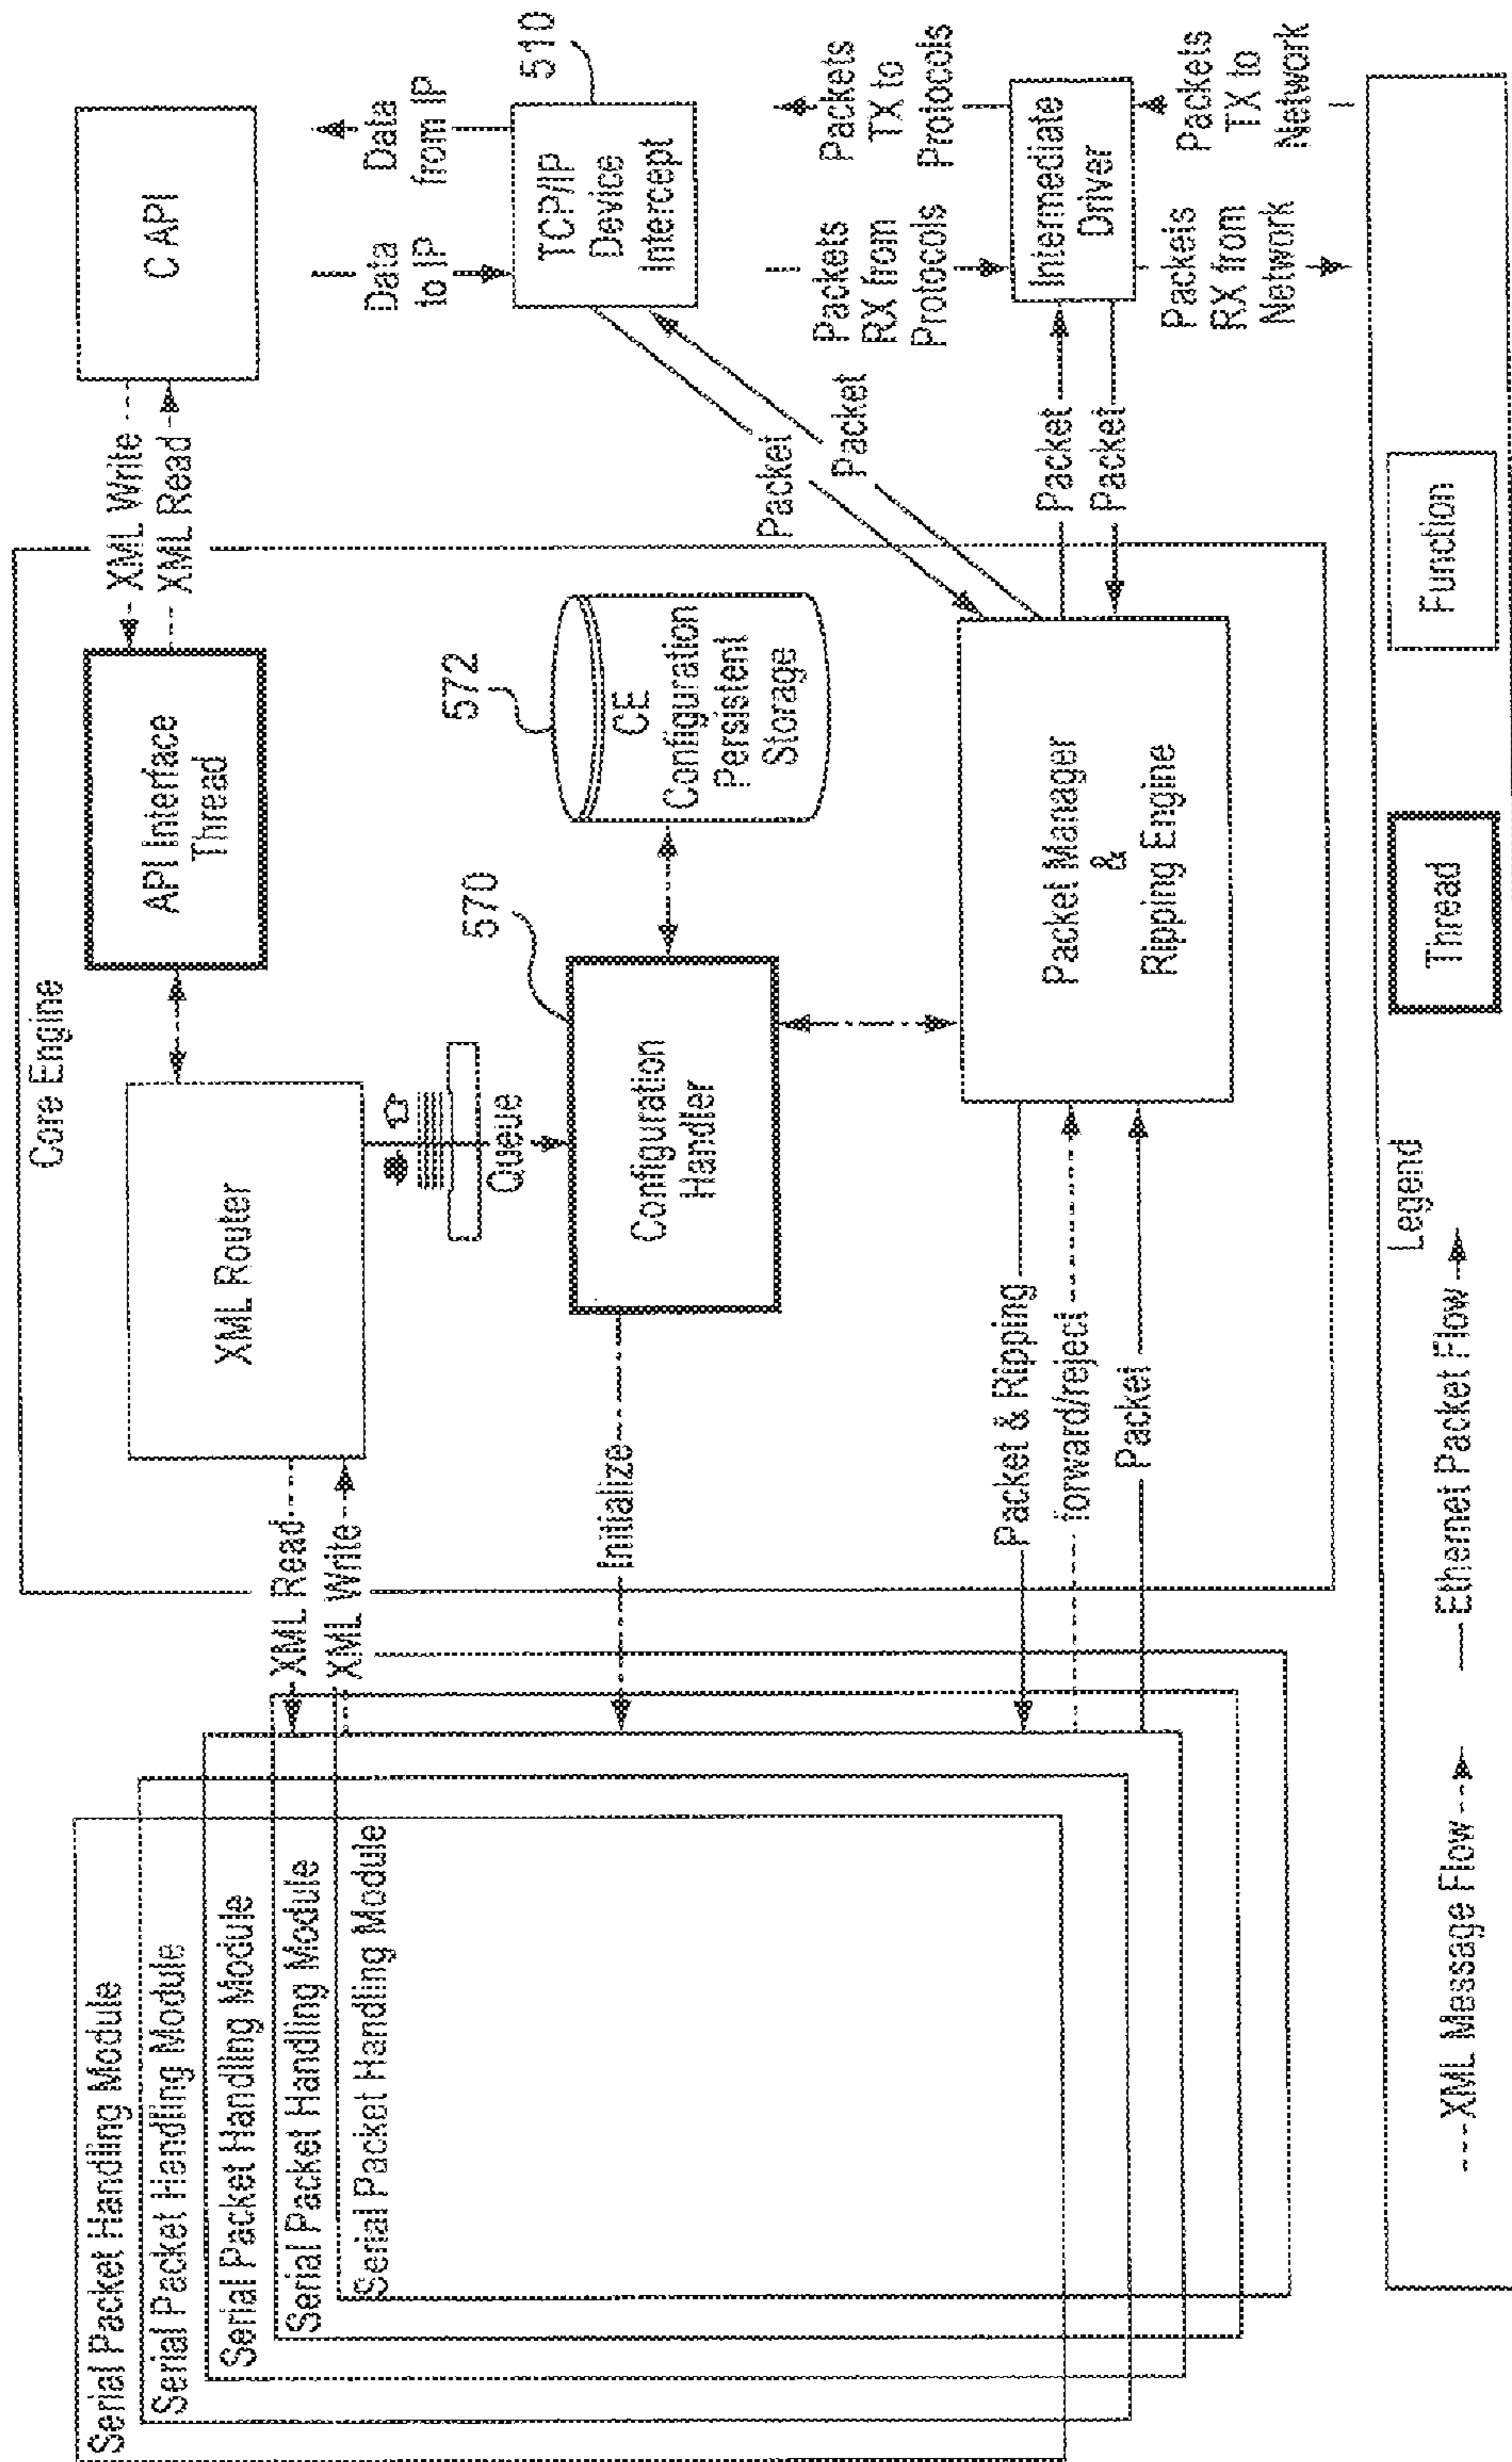 Serial Packet Handling Module
Serial Packet Handling Module
Serial Packet Handling Module
Serial Packet Handling Module
Serial Packet Handling Module
XML Read
XML Write
Initialize
Packet & Ripping
forward/reject
Packet
Core Engine
XML Router
Queue
API Interface
Thread
570
Configuration
Handler
572
CE
Configuration
Persistent
Storage
Packet Manager
&
Ripping Engine
XML Write
XML Read
C API
Data
to IP
Data
from IP
510
TCP/IP
Device
Intercept
Packet
Packet
Packets
RX from
Protocols
Packets
TX to
Protocols
Packet
Packet
Intermediate
Driver
Packets
RX from
Network
Packets
TX to
Network
Legend
XML Message Flow
Ethernet Packet Flow
Thread
Function